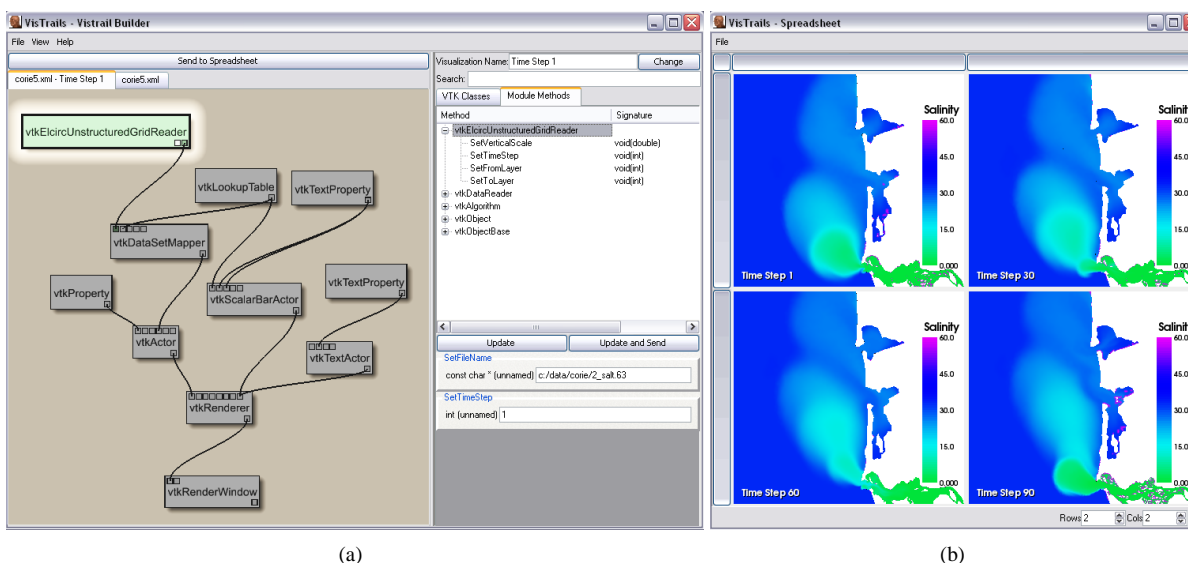 VisTrails - Vistrail Builder
File View Help
Send to Spreadsheet
corie5.xml - Time Step 1
corie5.xml
vtkElcircUnstructuredGridReader
vtkLookupTable
vtkTextProperty
vtkDataSetMapper
vtkProperty
vtkScalarBarActor
vtkTextProperty
vtkActor
vtkTextActor
vtkRenderer
vtkRenderWindow
Visualization Name: Time Step 1
Change
Search:
VTK Classes
Module Methods
Method Signature
vtkElcircUnstructuredGridReader
SetVerticalScale void(double)
SetTimeStep void(int)
SetFromLayer void(int)
SetToLayer void(int)
vtkDataReader
vtkAlgorithm
vtkObject
vtkObjectBase
Update
Update and Send
SetFileName
const char * (unnamed) c:/data/corie/2_salt.63
SetTimeStep
int (unnamed) 1
(a)
VisTrails - Spreadsheet
File
Salinity
60.0
45.0
30.0
15.0
0.000
Time Step 1
Salinity
60.0
45.0
30.0
15.0
0.000
Time Step 30
Salinity
60.0
45.0
30.0
15.0
0.000
Time Step 60
Salinity
60.0
45.0
30.0
15.0
0.000
Time Step 90
Rows 2 Cols 2
(b)